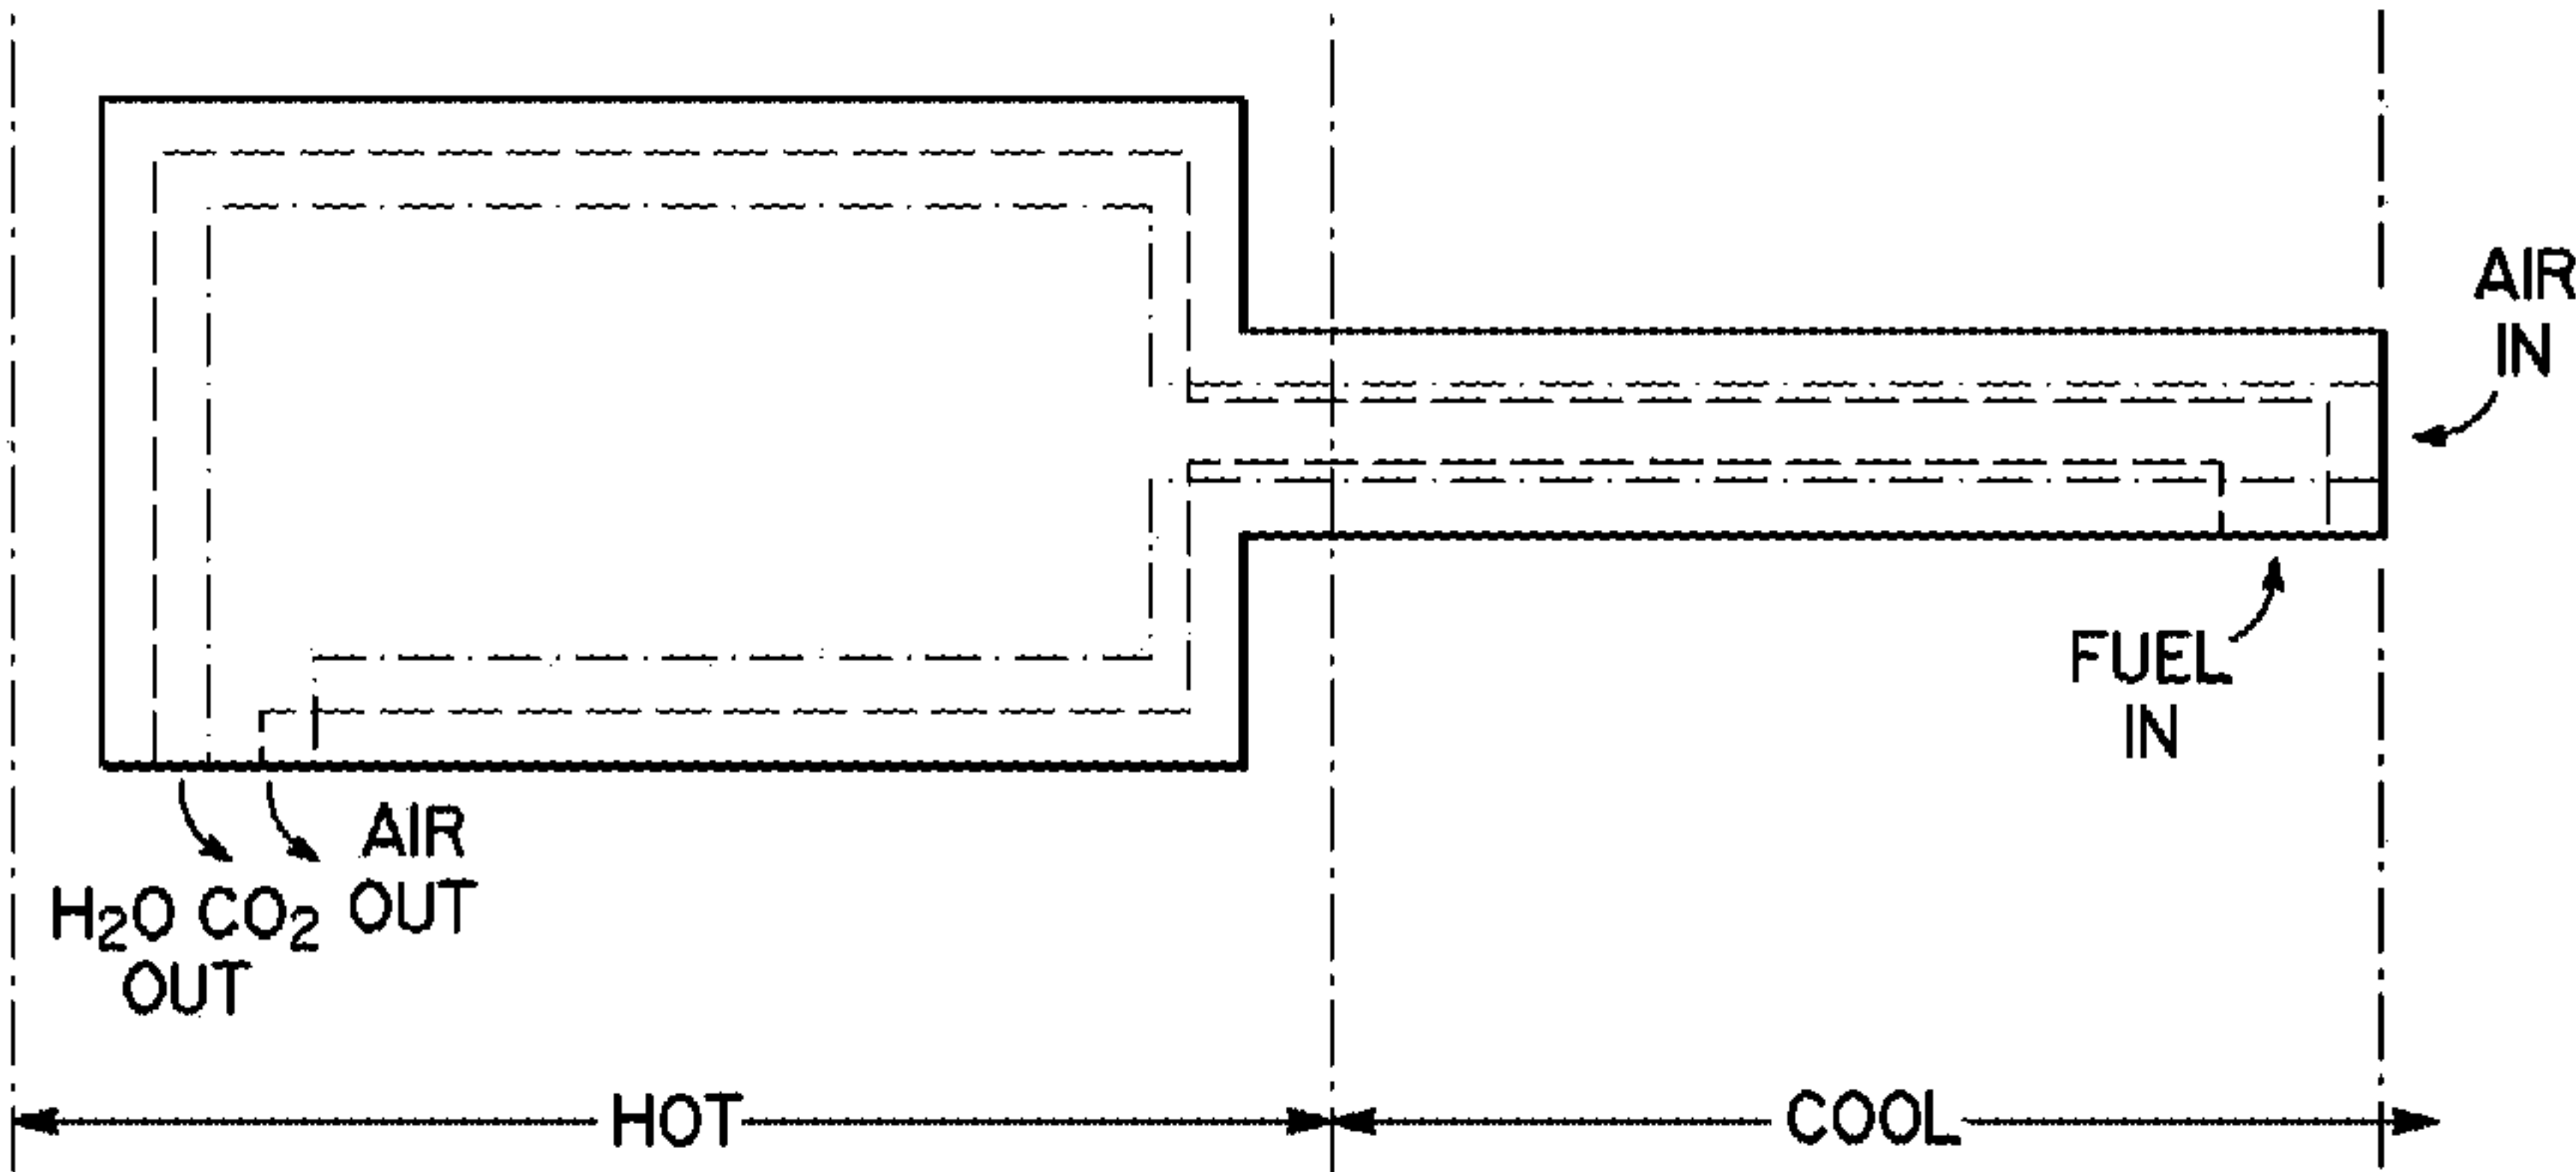 AIR
IN
FUEL
IN
AIR
OUT
H₂O CO₂
OUT
HOT
COOL